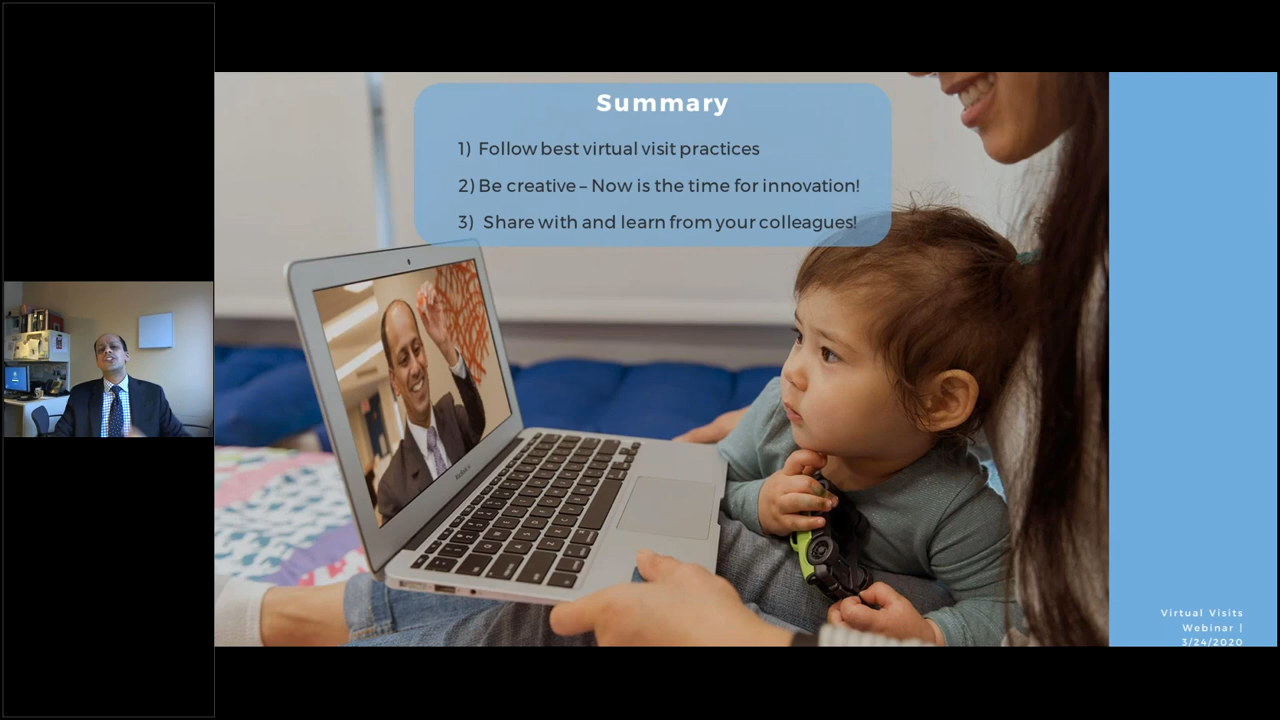 Summary
1) Follow best virtual visit practices
2) Be creative – Now is the time for innovation!
3) Share with and learn from your colleagues!
Virtual Visits
Webinar |
3/24/2020